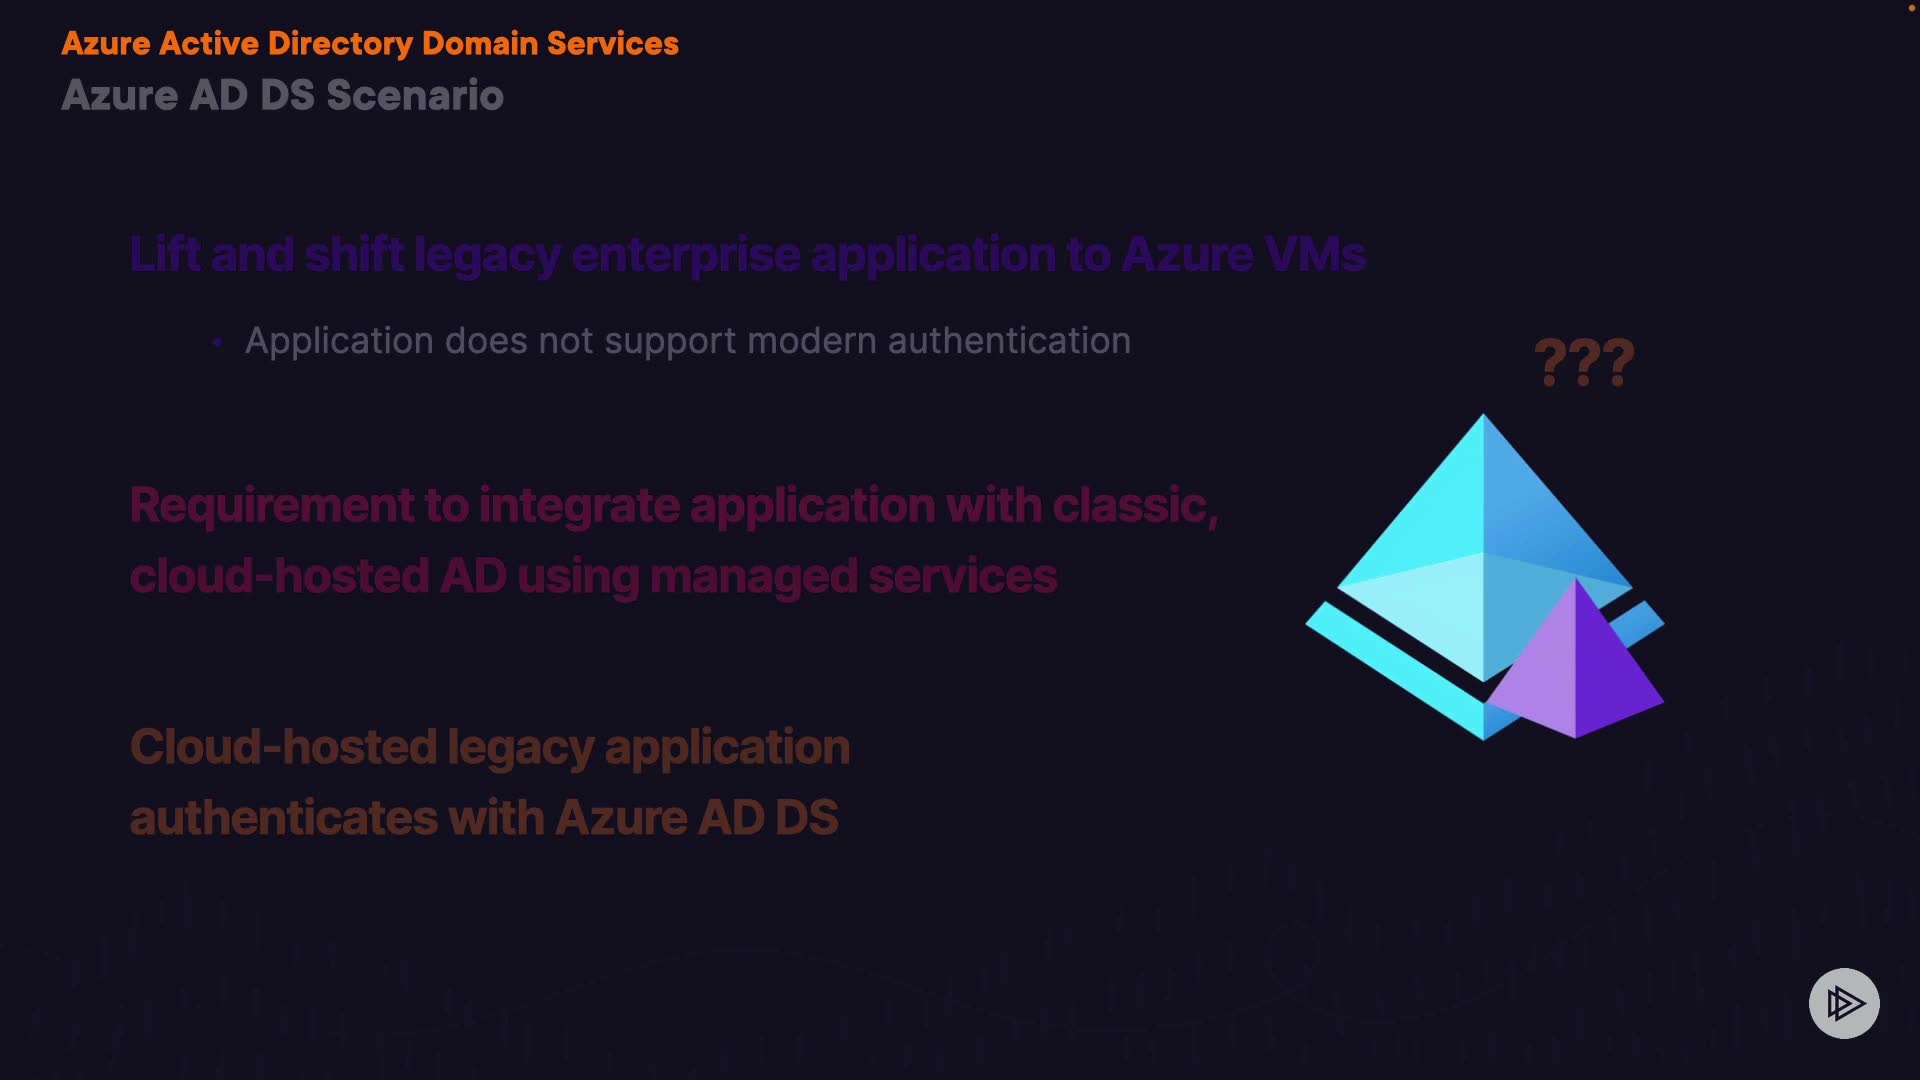 Azure Active Directory Domain Services
Azure AD DS Scenario
Lift and shift legacy enterprise application to Azure VMs
• Application does not support modern authentication
???
Requirement to integrate application with classic,
cloud-hosted AD using managed services
Cloud-hosted legacy application
authenticates with Azure AD DS